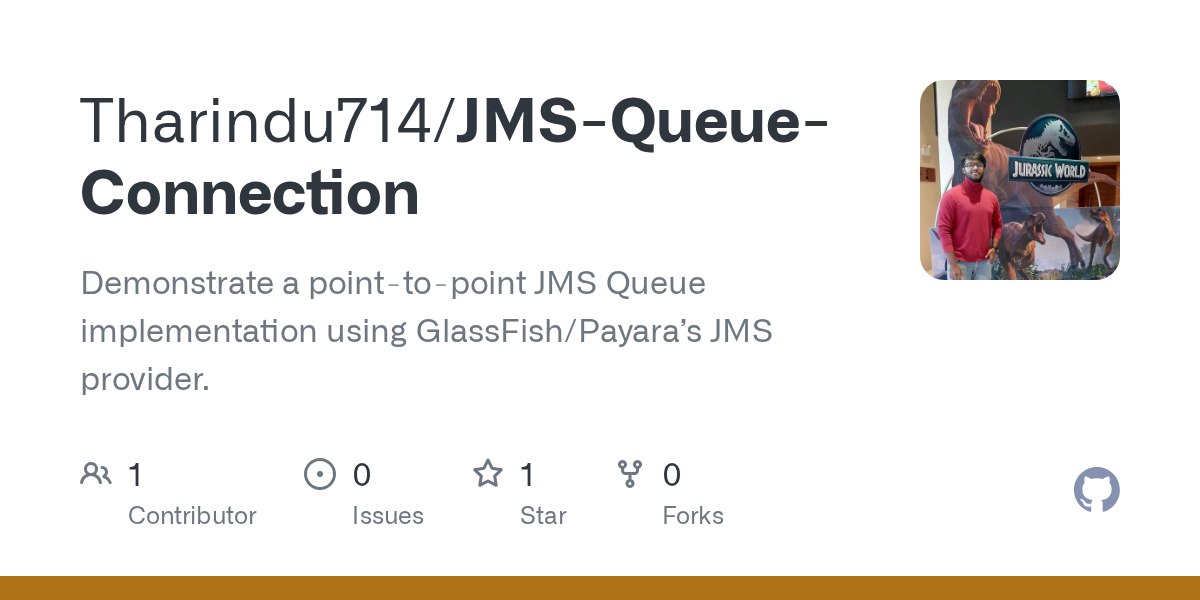 Tharindu714/JMS-Queue-
Connection
Demonstrate a point-to-point JMS Queue
implementation using GlassFish/Payara’s JMS
provider.
JURASSIC WORLD
1
Contributor
0
Issues
1
Star
0
Forks